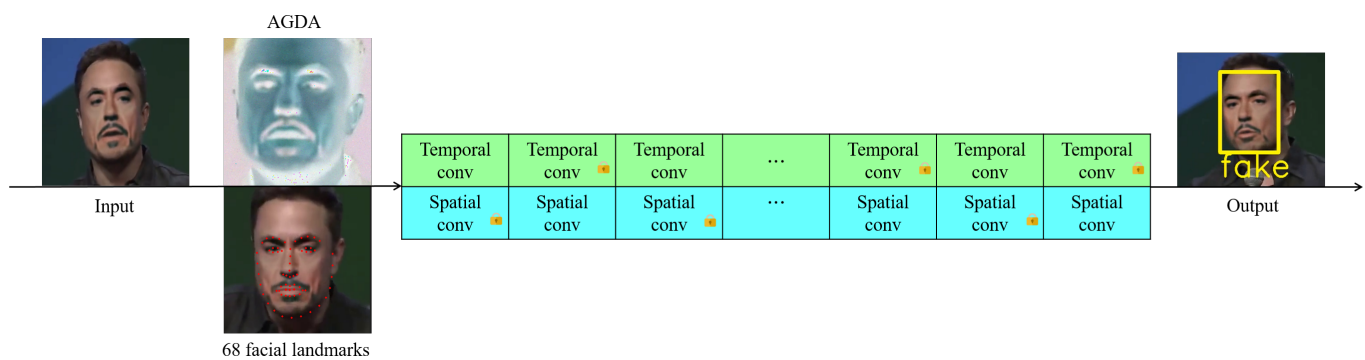 AGDA
Input
68 facial landmarks
Temporal conv
Temporal conv
Temporal conv
...
Temporal conv
Temporal conv
Temporal conv
Spatial conv
Spatial conv
Spatial conv
...
Spatial conv
Spatial conv
Spatial conv
fake
Output